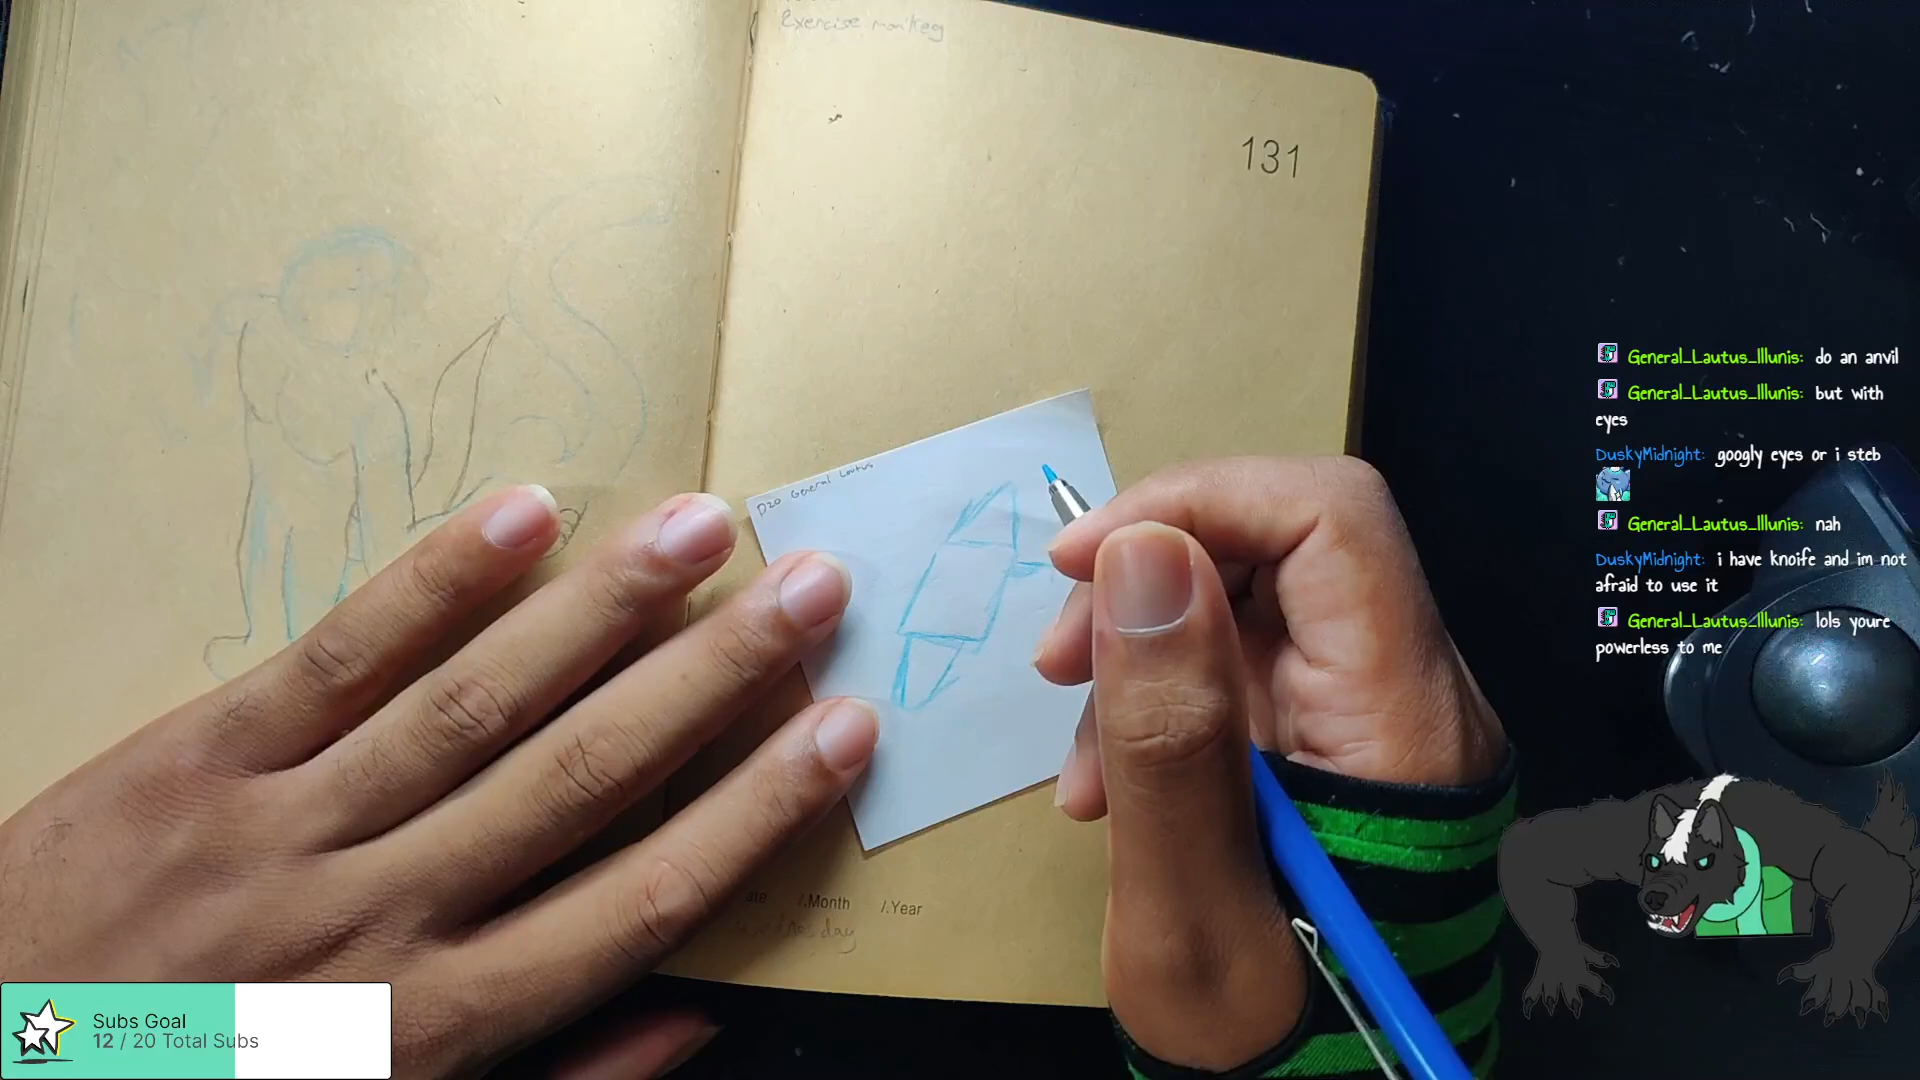 Exercise monkey
131
D20 General Lautus
/.Month /.Year
General_Lautus_Illunis: do an anvil
General_Lautus_Illunis: but with
eyes
DuskyMidnight: googly eyes or i steb
General_Lautus_Illunis: nah
DuskyMidnight: i have knoife and im not
afraid to use it
General_Lautus_Illunis: lols youre
powerless to me
Subs Goal
12 / 20 Total Subs